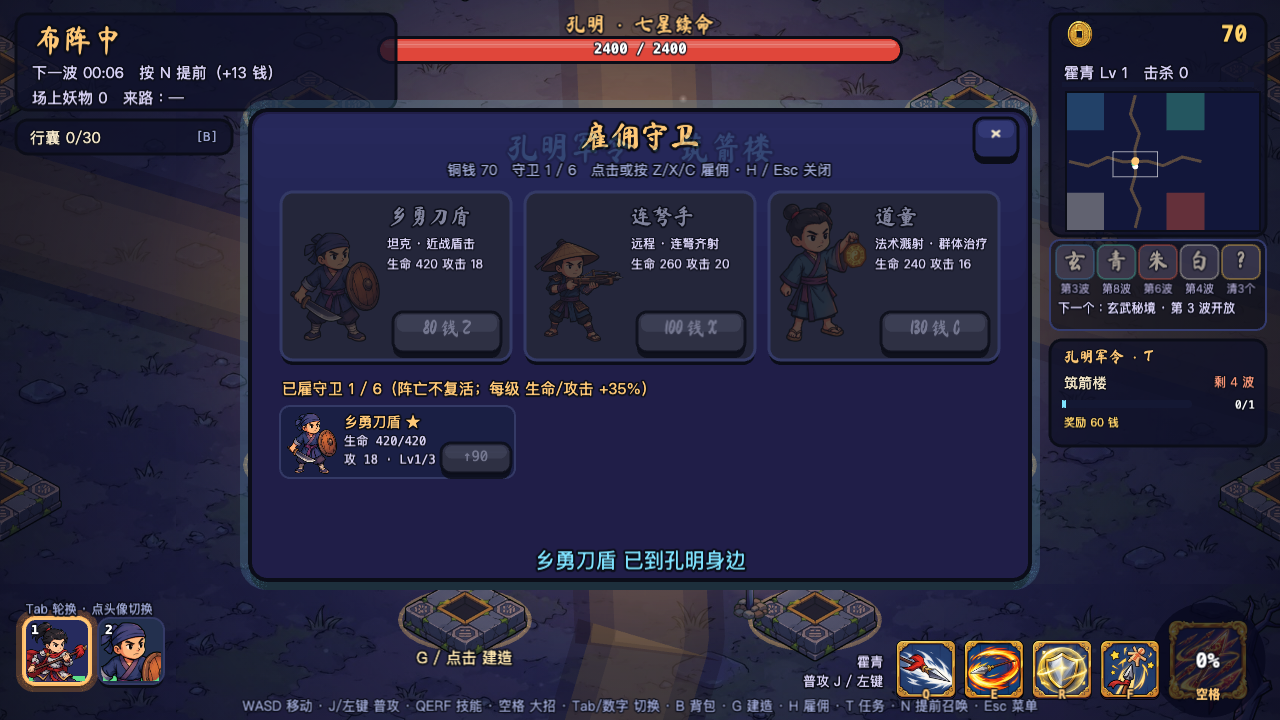 布阵中
下一波 00:06 按 N 提前 (+13 钱)
场上妖物 0 来路：—
行囊 0/30 [B]
孔明 · 七星续命
2400 / 2400
70
霍青 Lv 1 击杀 0
玄 青 朱 白 ?
第3波 第8波 第6波 第4波 清3个
下一个：玄武秘境 · 第 3 波开放
孔明军令 · T
筑箭楼 剩 4 波
0/1
奖励 60 钱
孔明军令 筑箭楼
雇佣守卫
×
铜钱 70 守卫 1 / 6 点击或按 Z/X/C 雇佣 · H / Esc 关闭
乡勇刀盾
坦克 · 近战盾击
生命 420 攻击 18
80 钱 Z
连弩手
远程 · 连弩齐射
生命 260 攻击 20
100 钱 X
道童
法术溅射 · 群体治疗
生命 240 攻击 16
130 钱 C
已雇守卫 1 / 6（阵亡不复活；每级 生命/攻击 +35%）
乡勇刀盾 ★
生命 420/420
攻 18 · Lv1/3
↑90
乡勇刀盾 已到孔明身边
Tab 轮换 · 点头像切换
1 2
G / 点击 建造
霍青
普攻 J / 左键
Q E R F
0%
空格
WASD 移动 · J/左键 普攻 · QERF 技能 · 空格 大招 · Tab/数字 切换 · B 背包 · G 建造 · H 雇佣 · T 任务 · N 提前召唤 · Esc 菜单